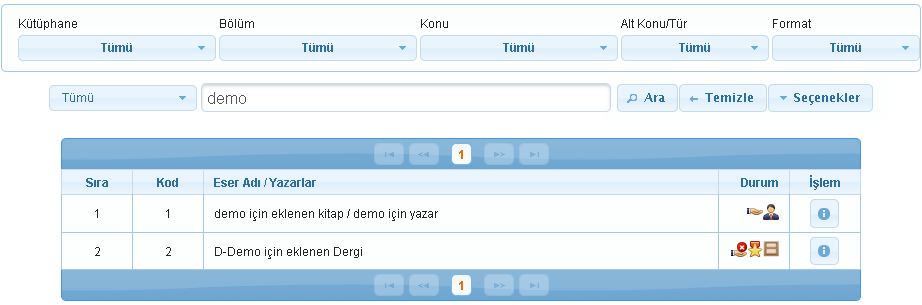 Kütüphane Bölüm Konu Alt Konu/Tür Format
Tümü Tümü Tümü Tümü Tümü
Tümü demo Ara Temizle Seçenekler
1
Sıra Kod Eser Adı / Yazarlar Durum İşlem
1 1 demo için eklenen kitap / demo için yazar
2 2 D-Demo için eklenen Dergi
1